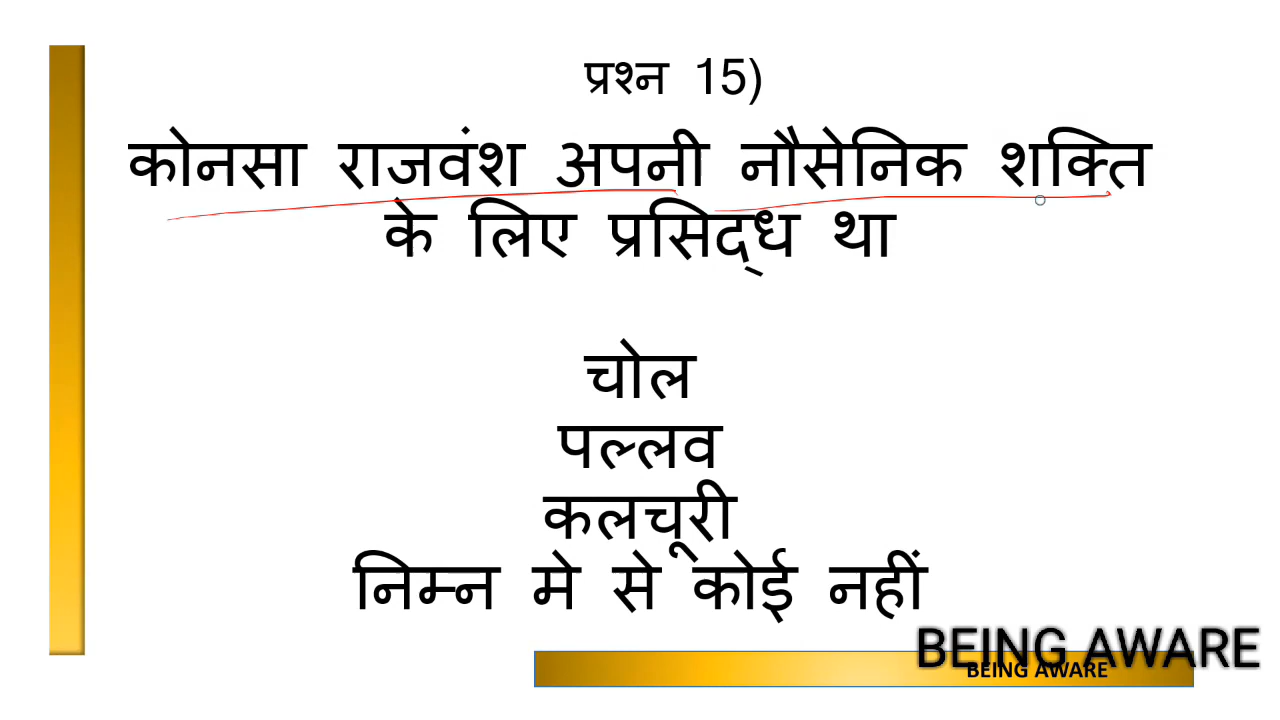 प्रश्न 15)
कोनसा राजवंश अपनी नौसेनिक शक्ति
के लिए प्रसिद्ध था
चोल
पल्लव
कलचूरी
निम्न मे से कोई नहीं
BEING AWARE
BEING AWARE